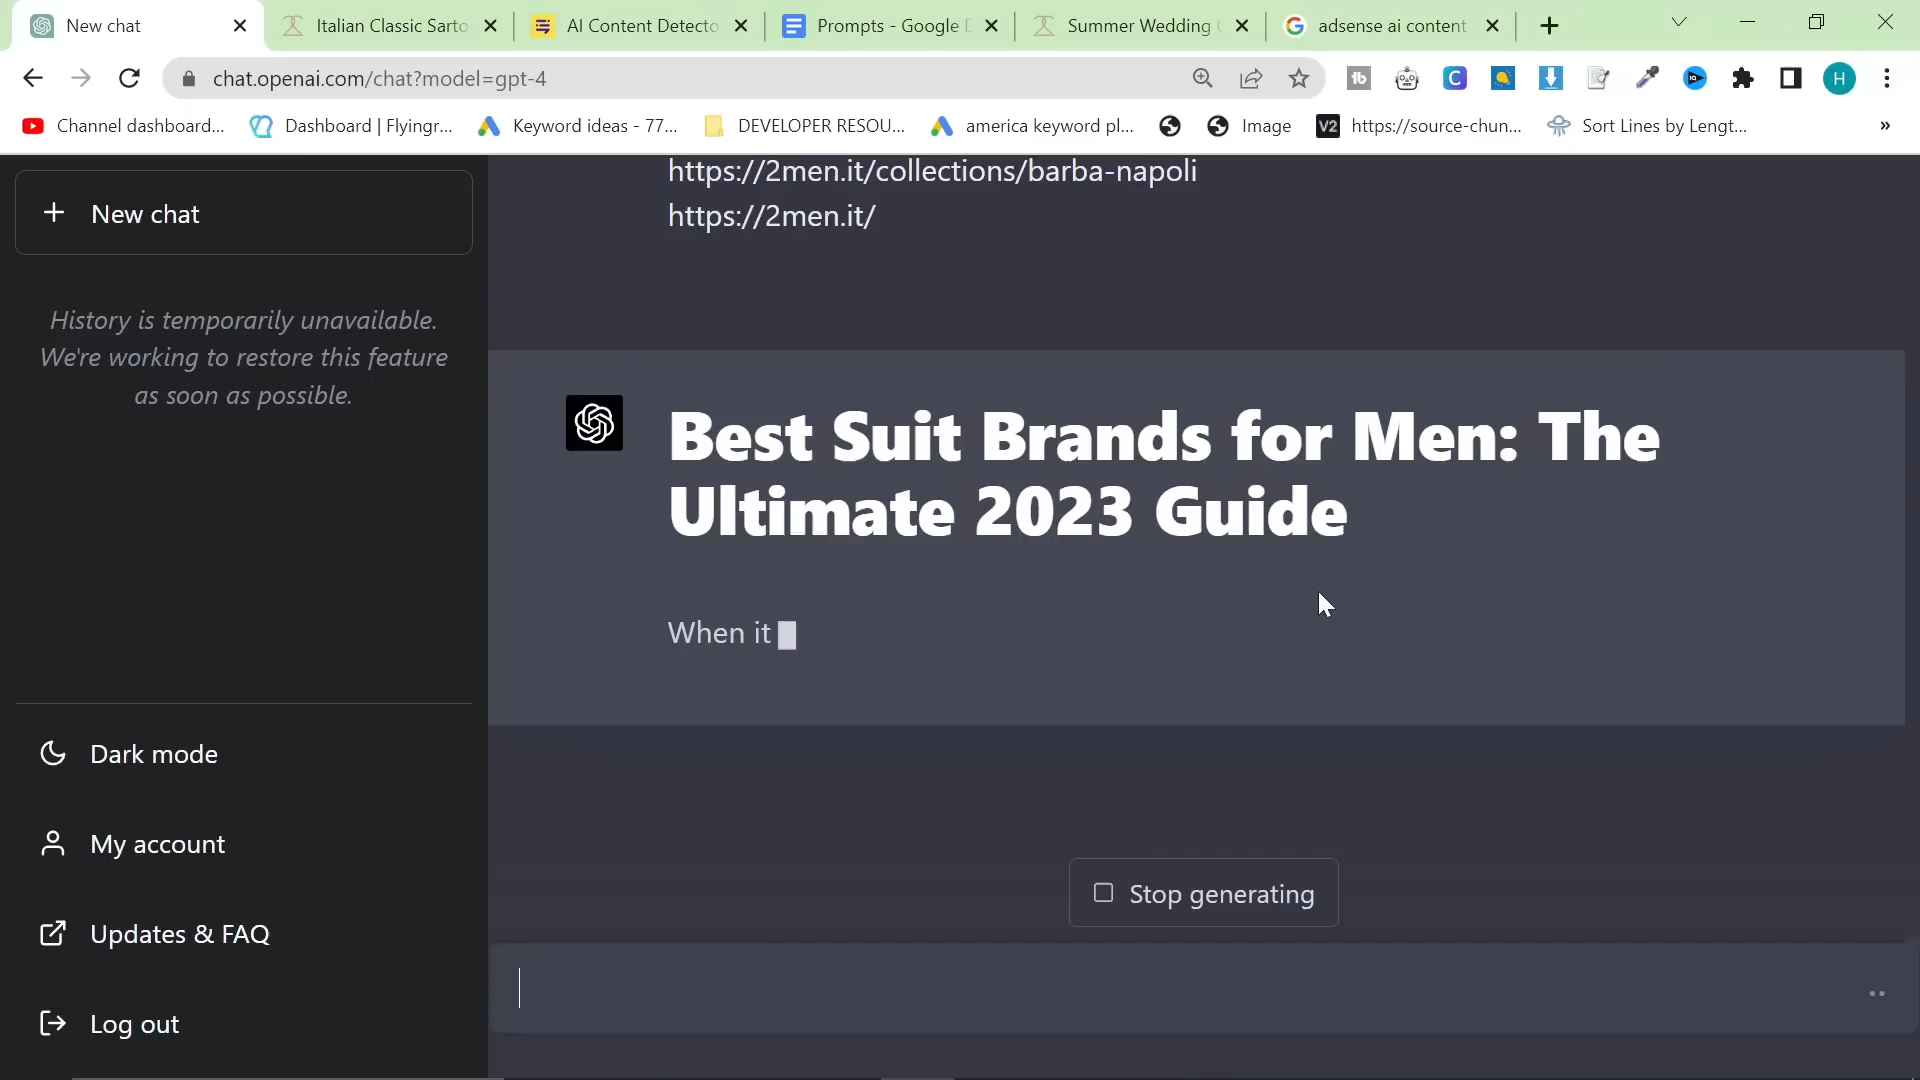 New chat
Italian Classic Sarto
AI Content Detecto
Prompts - Google D
Summer Wedding
adsense ai content
chat.openai.com/chat?model=gpt-4
Channel dashboard...
Dashboard | Flyingr...
Keyword ideas - 77...
DEVELOPER RESOU...
america keyword pl...
Image
https://source-chun...
Sort Lines by Lengt...
»
+ New chat
History is temporarily unavailable.
We're working to restore this feature
as soon as possible.
Dark mode
My account
Updates & FAQ
Log out
https://2men.it/collections/barba-napoli
https://2men.it/
Best Suit Brands for Men: The
Ultimate 2023 Guide
When it
Stop generating